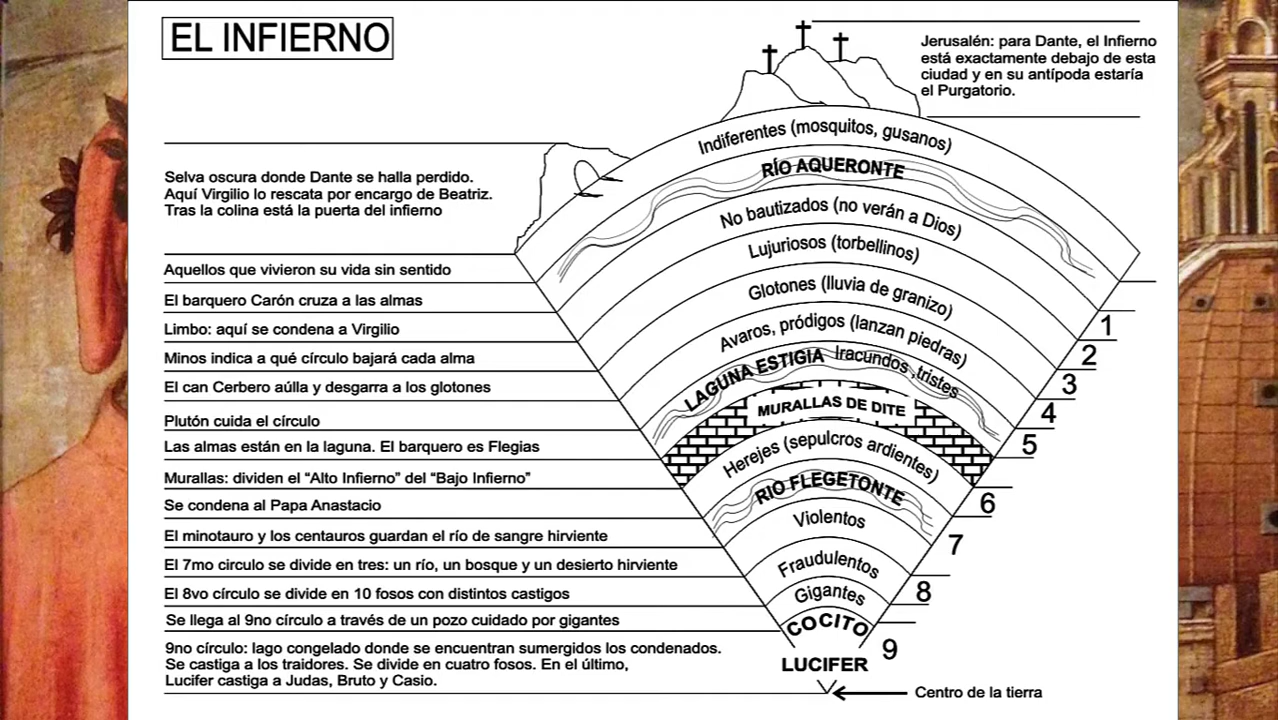 EL INFIERNO
Jerusalén: para Dante, el Infierno
está exactamente debajo de esta
ciudad y en su antípoda estaría
el Purgatorio.
Selva oscura donde Dante se halla perdido.
Aquí Virgilio lo rescata por encargo de Beatriz.
Tras la colina está la puerta del infierno
Aquellos que vivieron su vida sin sentido
El barquero Carón cruza a las almas
Limbo: aquí se condena a Virgilio
Minos indica a qué círculo bajará cada alma
El can Cerbero aúlla y desgarra a los glotones
Plutón cuida el círculo
Las almas están en la laguna. El barquero es Flegias
Murallas: dividen el “Alto Infierno” del “Bajo Infierno”
Se condena al Papa Anastacio
El minotauro y los centauros guardan el río de sangre hirviente
El 7mo circulo se divide en tres: un río, un bosque y un desierto hirviente
El 8vo círculo se divide en 10 fosos con distintos castigos
Se llega al 9no círculo a través de un pozo cuidado por gigantes
9no círculo: lago congelado donde se encuentran sumergidos los condenados.
Se castiga a los traidores. Se divide en cuatro fosos. En el último,
Lucifer castiga a Judas, Bruto y Casio.
Indiferentes (mosquitos, gusanos)
RÍO AQUERONTE
No bautizados (no verán a Dios)
Lujuriosos (torbellinos)
Glotones (lluvia de granizo)
Avaros, pródigos (lanzan piedras)
LAGUNA ESTIGIA Iracundos ,tristes
MURALLAS DE DITE
Herejes (sepulcros ardientes)
RIO FLEGETONTE
Violentos
Fraudulentos
Gigantes
COCITO
LUCIFER
1
2
3
4
5
6
7
8
9
Centro de la tierra